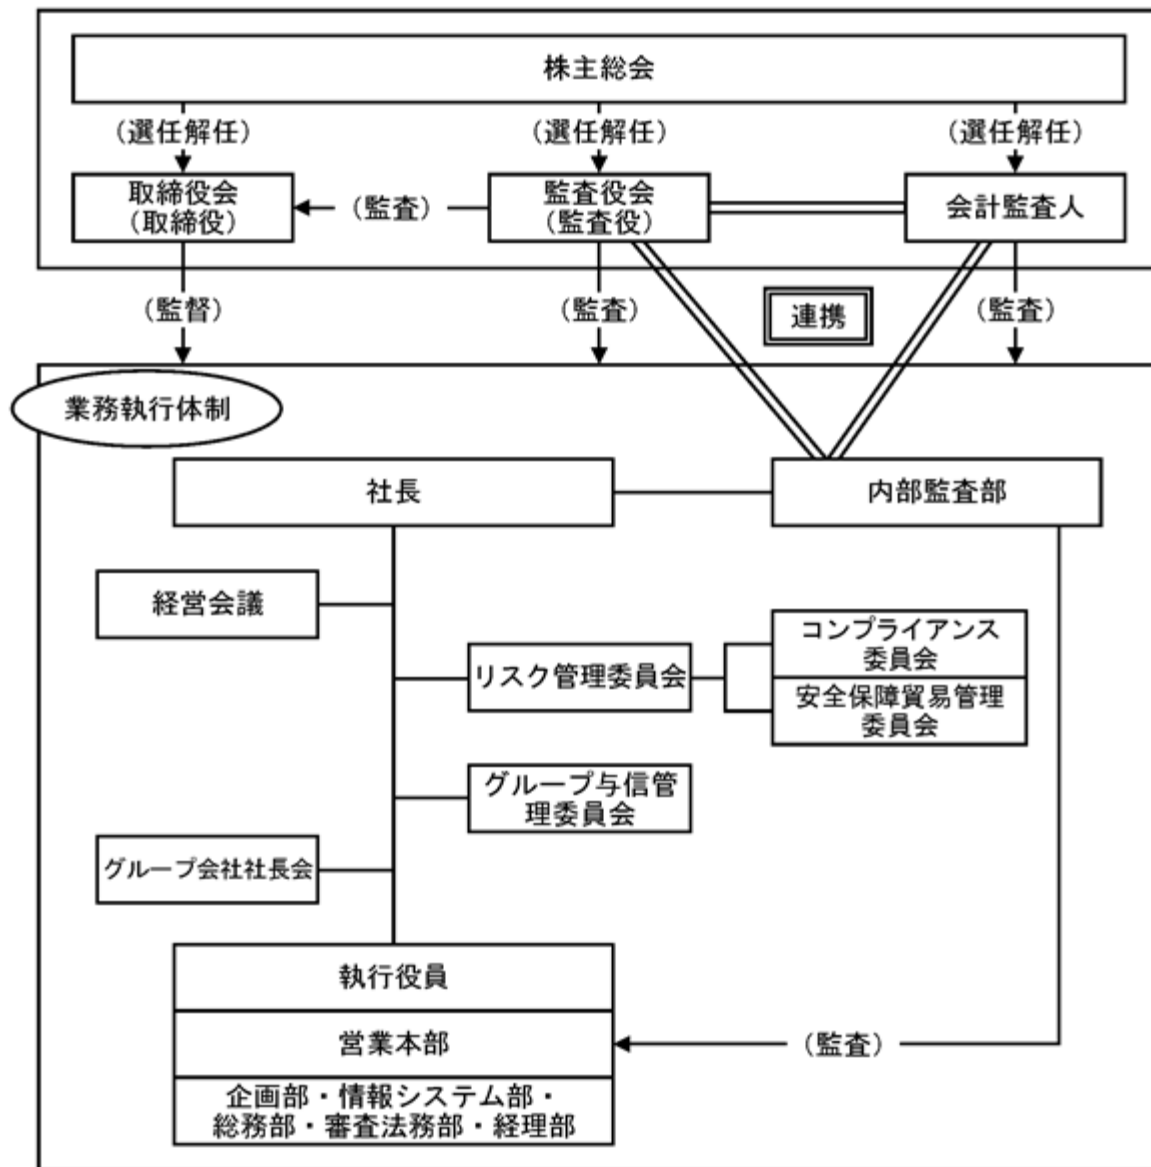 株主総会
（選任解任）
（選任解任）
（選任解任）
取締役会
（取締役）
（監査）
監査役会
（監査役）
会計監査人
（監督）
（監査）
連携
（監査）
業務執行体制
社長
内部監査部
経営会議
リスク管理委員会
コンプライアンス
委員会
安全保障貿易管理
委員会
グループ与信管
理委員会
グループ会社社長会
執行役員
営業本部
（監査）
企画部・情報システム部・
総務部・審査法務部・経理部